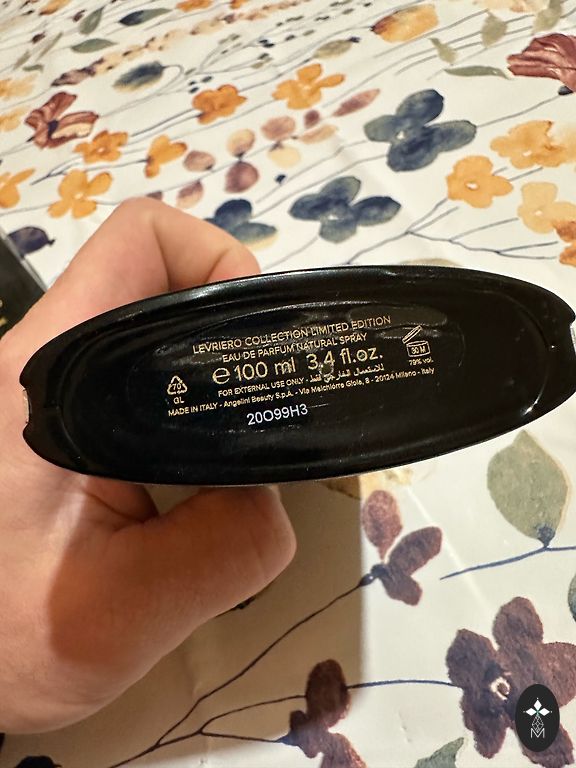 LEVRIERO COLLECTION LIMITED EDITION
EAU DE PARFUM NATURAL SPRAY
℮ 100 ml 3.4 fl.oz.
30 M
79% vol.
70
GL
FOR EXTERNAL USE ONLY - للاستعمال الخارجي فقط
MADE IN ITALY - Angelini Beauty S.p.A. - Via Melchiorre Gioia, 8 - 20124 Milano - Italy
20O99H3
M